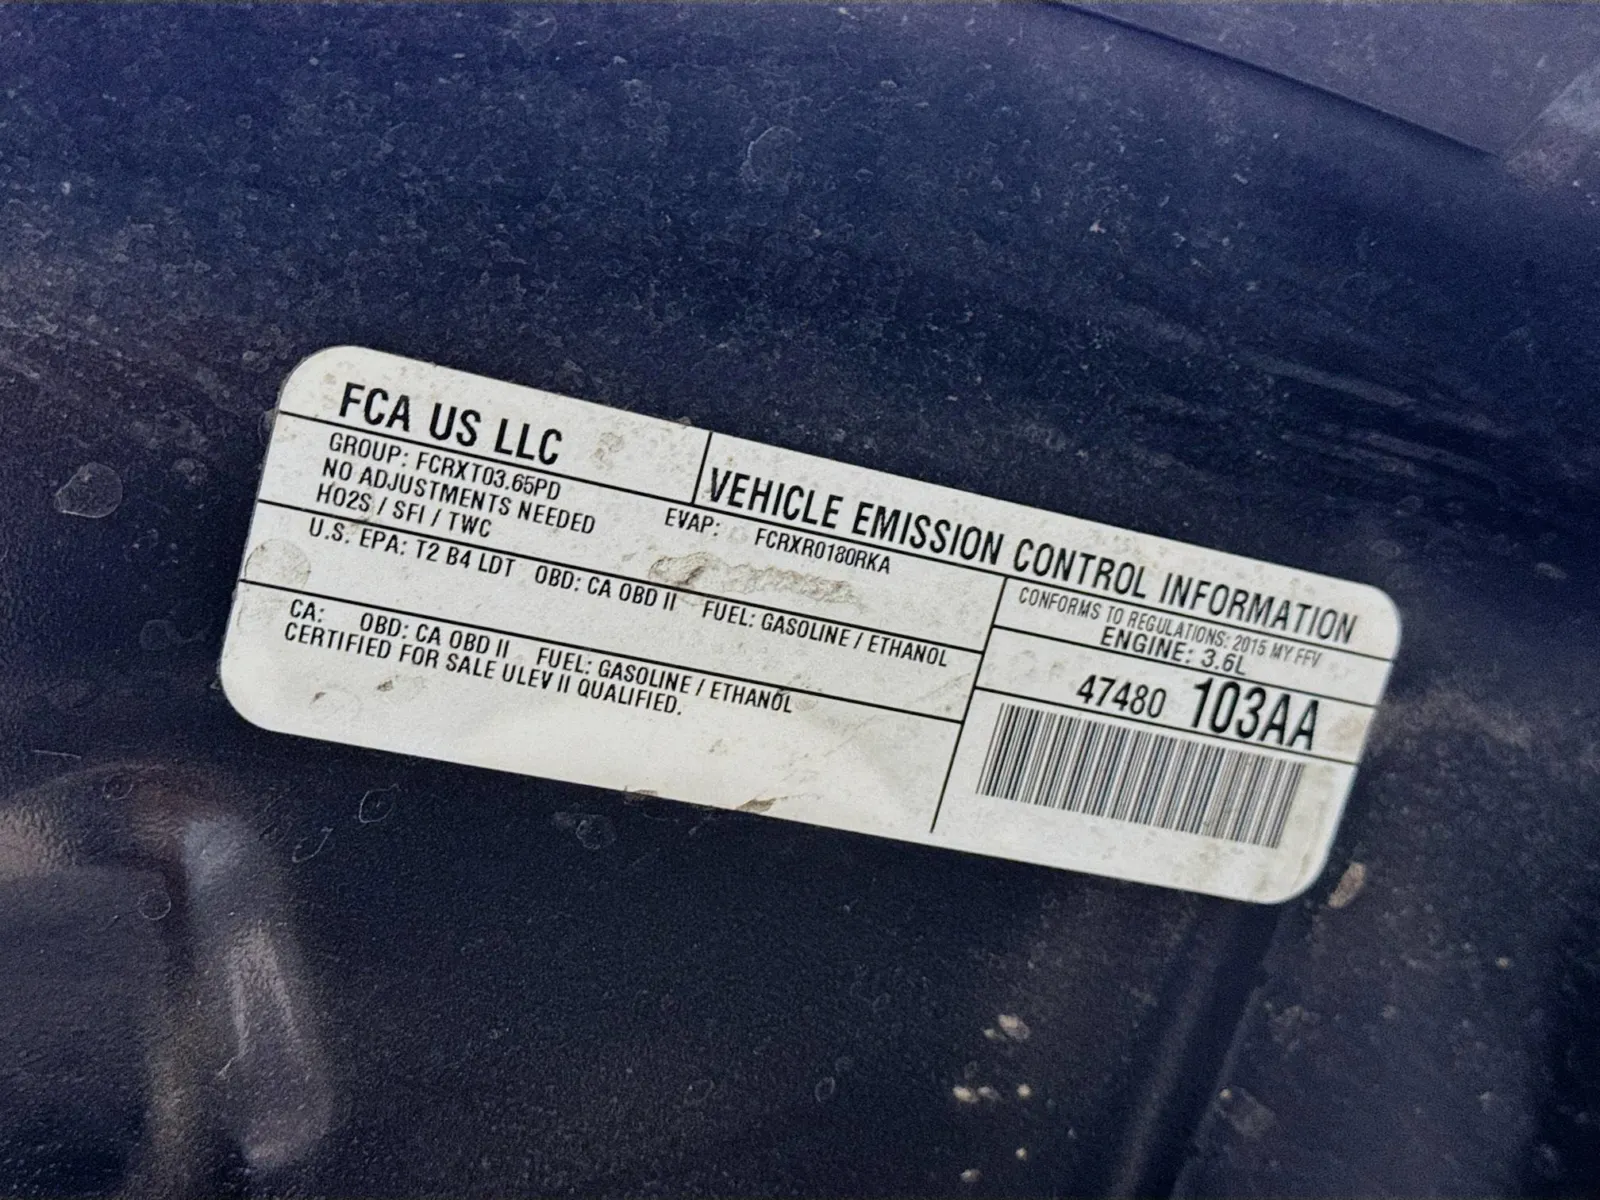 FCA US LLC
VEHICLE EMISSION CONTROL INFORMATION
GROUP: FCRXT03.65PD
EVAP: FCRXR0180RKA
NO ADJUSTMENTS NEEDED
HO2S / SFI / TWC
CONFORMS TO REGULATIONS: 2015 MY FFV
ENGINE: 3.6L
U.S. EPA: T2 B4 LDT OBD: CA OBD II FUEL: GASOLINE / ETHANOL
47480 103AA
CA: OBD: CA OBD II FUEL: GASOLINE / ETHANOL
CERTIFIED FOR SALE ULEV II QUALIFIED.